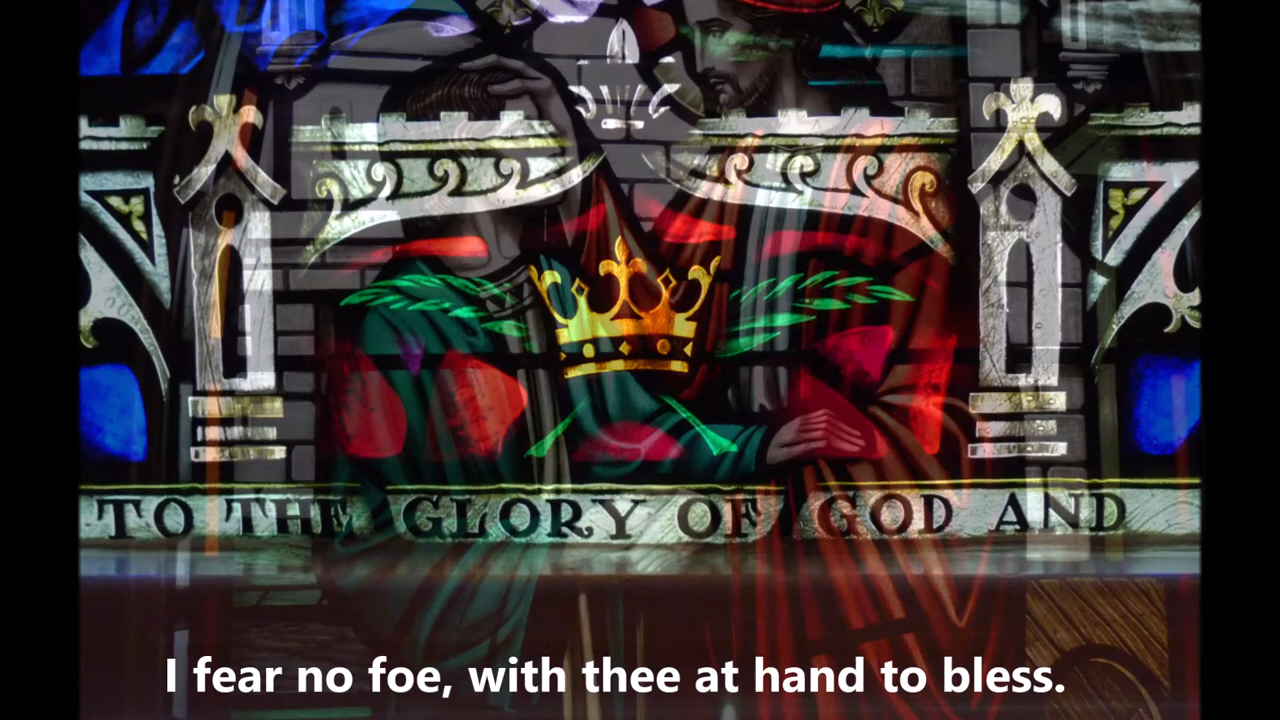 TO THE GLORY OF GOD AND
I fear no foe, with thee at hand to bless.